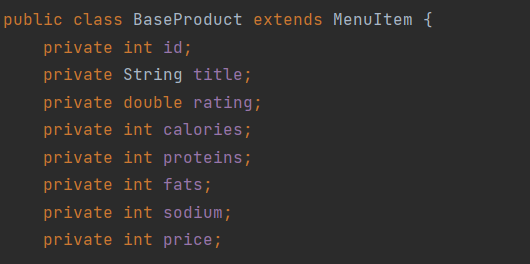 public class BaseProduct extends MenuItem {
    private int id;
    private String title;
    private double rating;
    private int calories;
    private int proteins;
    private int fats;
    private int sodium;
    private int price;